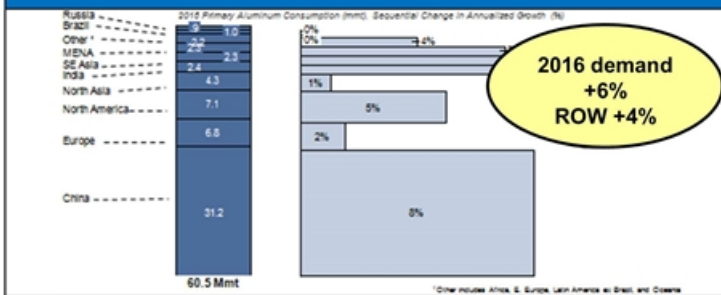 2015 Primary Aluminum Consumption (mmt), Sequential Change in Annualized Growth (%)
Russia
Brazil
Other *
MENA
SE Asia
India
North Asia
North America
Europe
China
1.0
2.3
2.4
4.3
7.1
6.8
31.2
60.5 Mmt
0%
0%
4%
1%
5%
2%
8%
2016 demand
+6%
ROW +4%
*Other includes Africa, E. Europe, Latin America ex Brazil, and Oceania